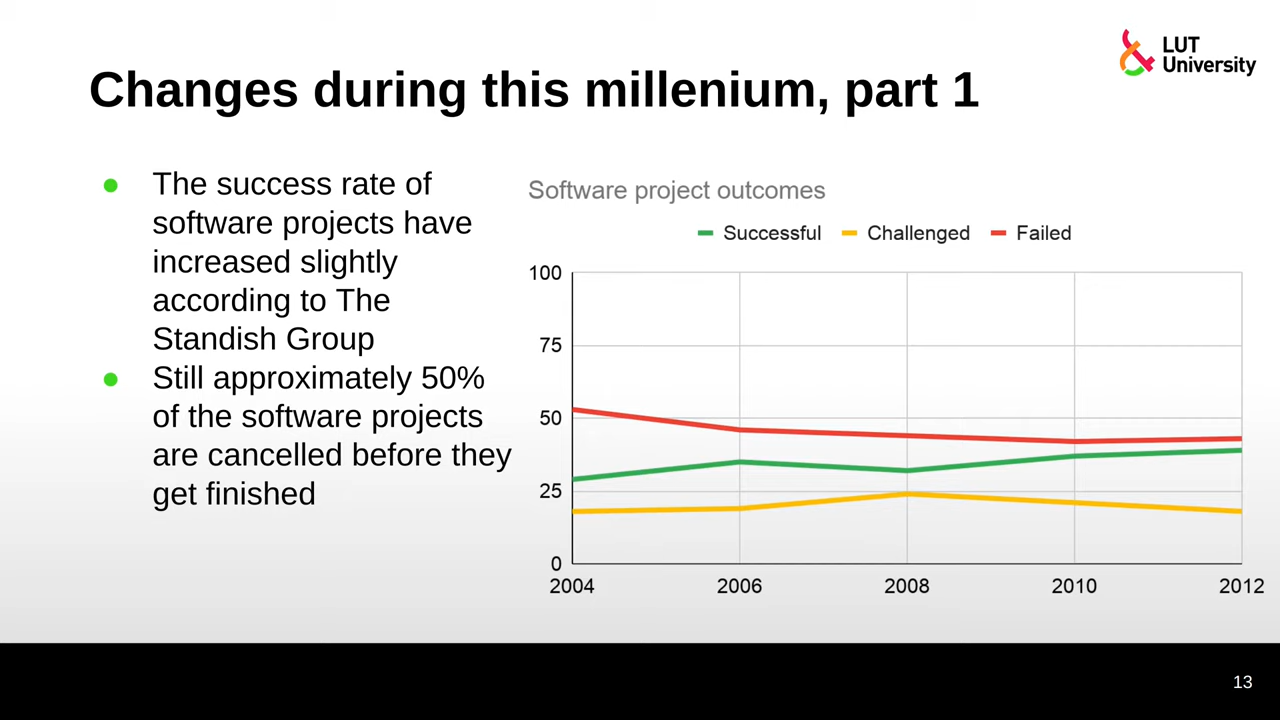 LUT
University
Changes during this millenium, part 1
● The success rate of
software projects have
increased slightly
according to The
Standish Group
● Still approximately 50%
of the software projects
are cancelled before they
get finished
Software project outcomes
Successful Challenged Failed
100
75
50
25
0
2004 2006 2008 2010 2012
13